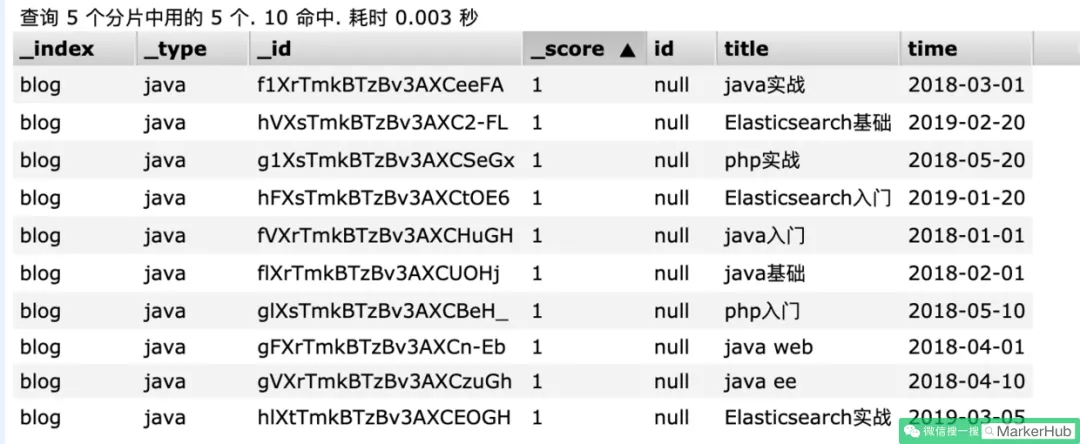 查询 5 个分片中用的 5 个. 10 命中. 耗时 0.003 秒
_index _type _id _score ▲ id title time
blog java f1XrTmkBTzBv3AXCeeFA 1 null java实战 2018-03-01
blog java hVXsTmkBTzBv3AXC2-FL 1 null Elasticsearch基础 2019-02-20
blog java g1XsTmkBTzBv3AXCSeGx 1 null php实战 2018-05-20
blog java hFXsTmkBTzBv3AXCtOE6 1 null Elasticsearch入门 2019-01-20
blog java fVXrTmkBTzBv3AXCHuGH 1 null java入门 2018-01-01
blog java flXrTmkBTzBv3AXCUOHj 1 null java基础 2018-02-01
blog java glXsTmkBTzBv3AXCBeH_ 1 null php入门 2018-05-10
blog java gFXrTmkBTzBv3AXCn-Eb 1 null java web 2018-04-01
blog java gVXrTmkBTzBv3AXCzuGh 1 null java ee 2018-04-10
blog java hlXtTmkBTzBv3AXCEOGH 1 null Elasticsearch实战 2019-03-05
微信搜一搜 MarkerHub